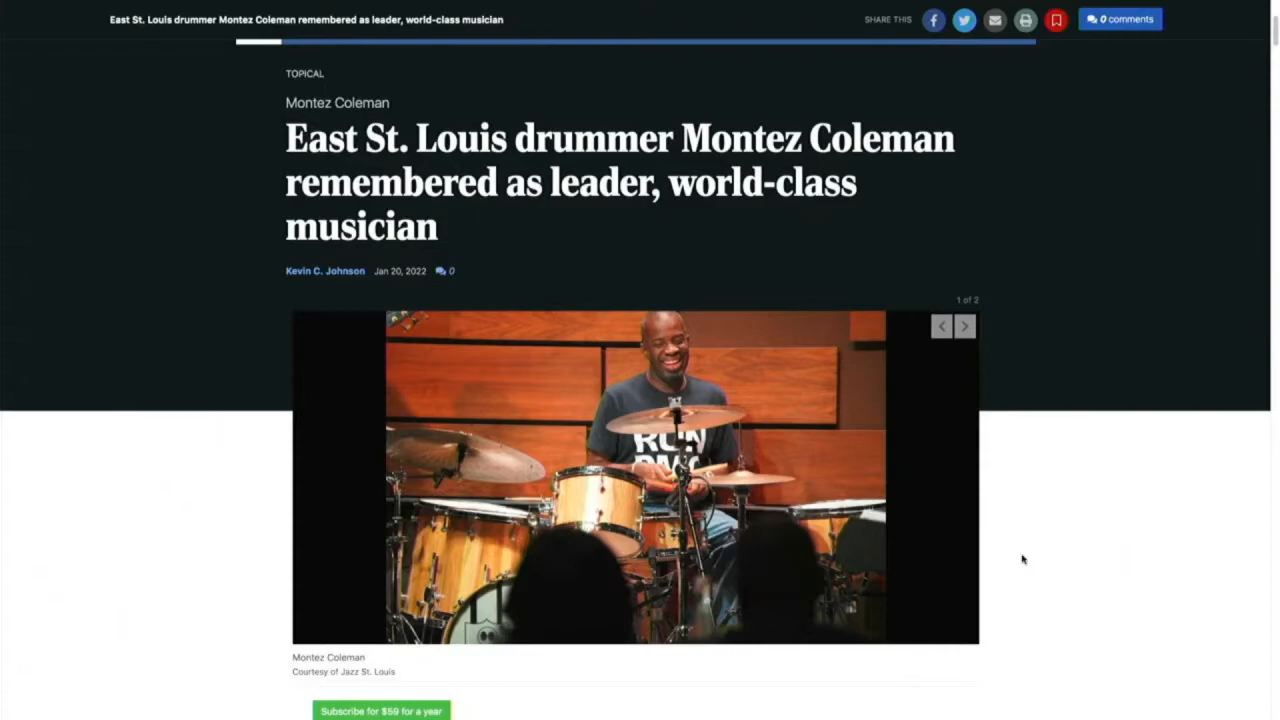 East St. Louis drummer Montez Coleman remembered as leader, world-class musician
SHARE THIS
0 comments
TOPICAL
Montez Coleman
East St. Louis drummer Montez Coleman
remembered as leader, world-class
musician
Kevin C. Johnson Jan 20, 2022 0
1 of 2
RUN
DMC
Montez Coleman
Courtesy of Jazz St. Louis
Subscribe for $59 for a year